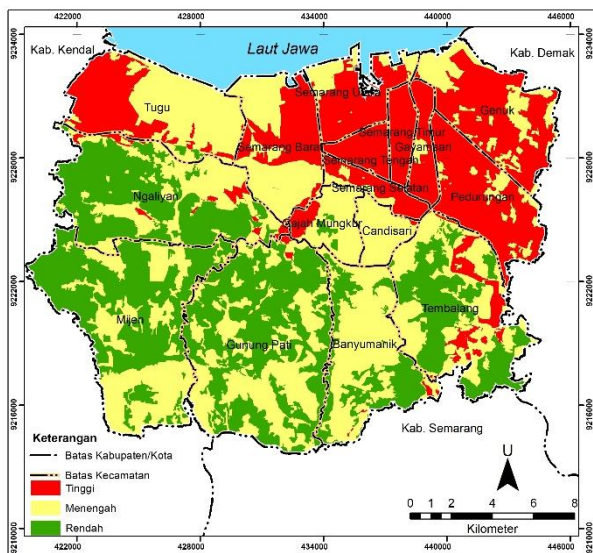 422000 428000 434000 440000 446000
9234000
Kab. Kendal
Laut Jawa
Kab. Demak
Tugu
Semarang Utara
Genuk
Semarang Timur
Semarang Barat
Gayamsari
Semarang Tengah
9228000
Semarang Selatan
Ngaliyan
Pedurungan
Gajah Mungkur
Candisari
9222000
Mijen
Gunung Pati
Banyumanik
Tembalang
9216000
Kab. Semarang
Keterangan
Batas Kabupaten/Kota
Batas Kecamatan
Tinggi
Menengah
Rendah
U
0 1 2 4 6 8
Kilometer
9210000
422000 428000 434000 440000 446000